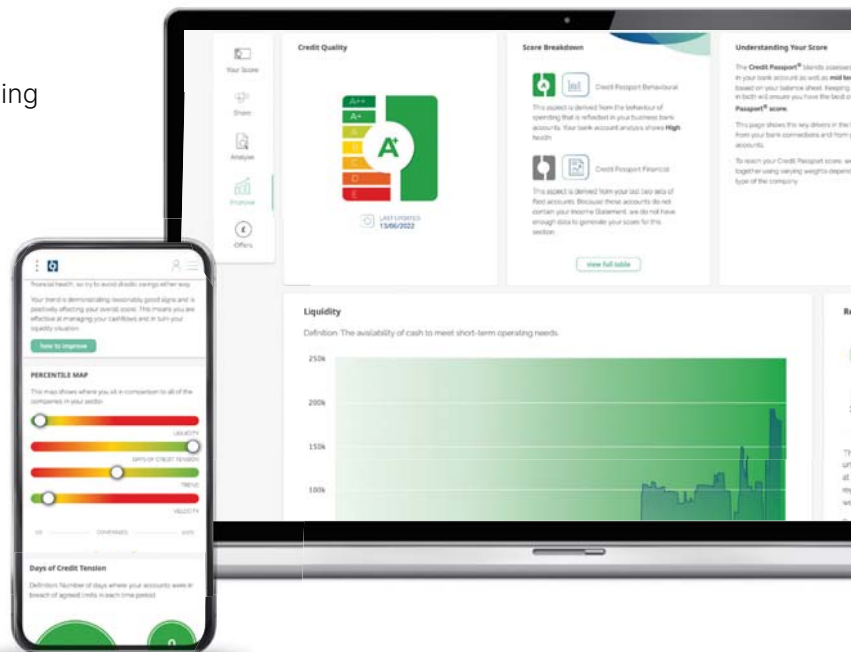 ing
Your Score
Share
Analyse
Improve
£
Offers
Credit Quality
A++
A+
A
B
C
D
E
A+
LAST UPDATED
13/06/2022
Score Breakdown
Credit Passport Behavioural
This aspect is derived from the behaviour of
spending that is reflected in your business bank
accounts. Your bank account analysis shows High
health
Credit Passport Financial
This aspect is derived from your last two sets of
filed accounts. Because these accounts do not
contain your Income Statement, we do not have
enough data to generate your score for this
section
view full table
Understanding Your Score
The Credit Passport® blends
in your bank account as well as mid
based on your balance sheet. Keeping
in both will ensure you have the best
Passport® score.
This page shows the key drivers in the
from your bank connections and from
accounts.
To reach your Credit Passport score, we
together using varying weights
type of the company
Liquidity
Definition: The availability of cash to meet short-term operating needs.
250k
200k
150k
100k
Th
at
we
financial health, so try to avoid drastic swings either way.
Your trend is demonstrating reasonably good signs and is
positively affecting your overall score. This means you are
effective at managing your cashflows and in turn your
liquidity situation
how to improve
PERCENTILE MAP
This map shows where you sit in comparison to all of the
companies in your sector
LIQUIDITY
DAYS OF CREDIT TENSION
TREND
VELOCITY
COMPANIES
Days of Credit Tension
Definition: Number of days where your accounts were in
breach of agreed limits in each time period
0